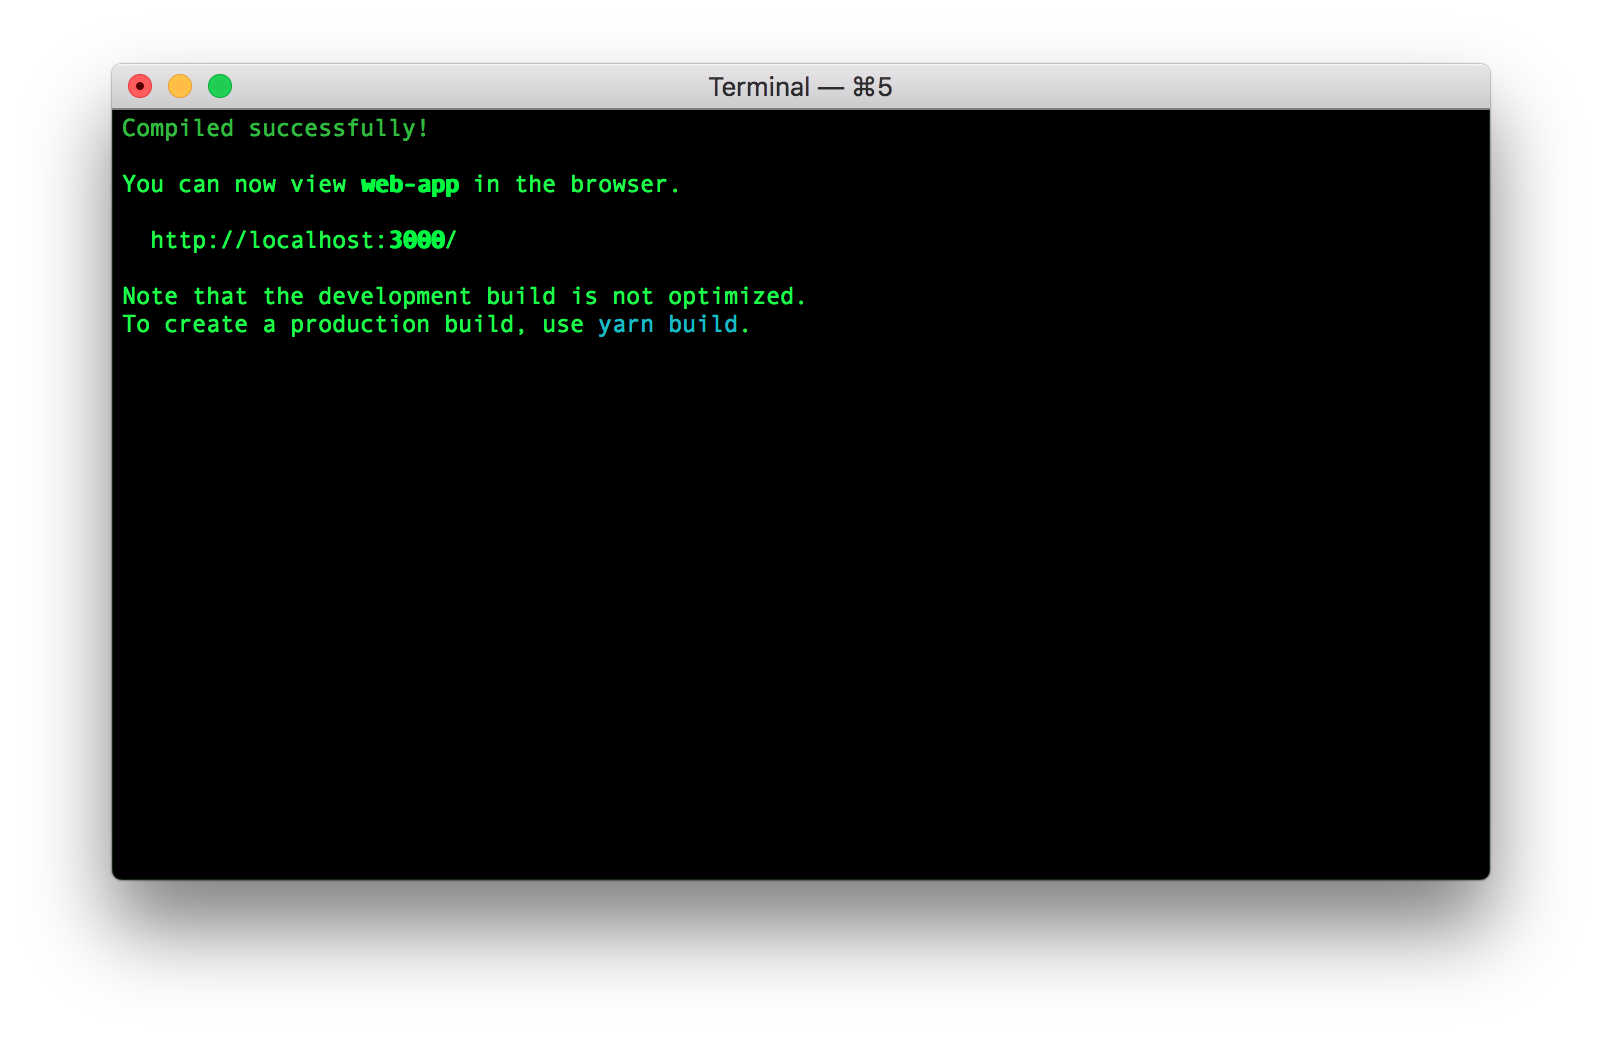 Terminal — ⌘5
Compiled successfully!
You can now view web-app in the browser.
http://localhost:3000/
Note that the development build is not optimized.
To create a production build, use yarn build.